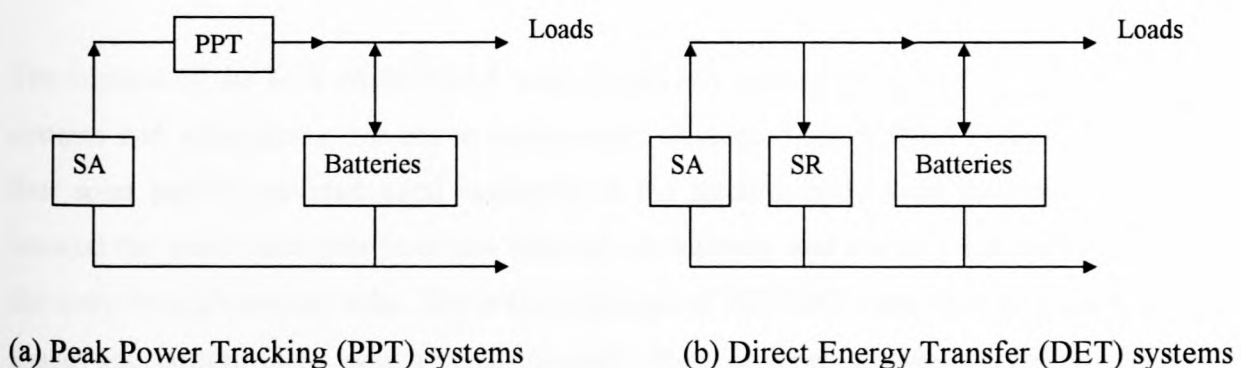 PPT
Loads
SA
Batteries
Loads
SA
SR
Batteries
(a) Peak Power Tracking (PPT) systems
(b) Direct Energy Transfer (DET) systems